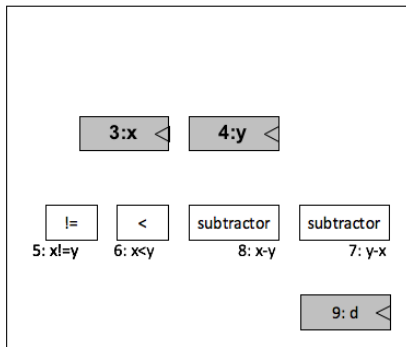 3:x 4:y
!= < subtractor subtractor
5: x!=y 6: x<y 8: x-y 7: y-x
9: d